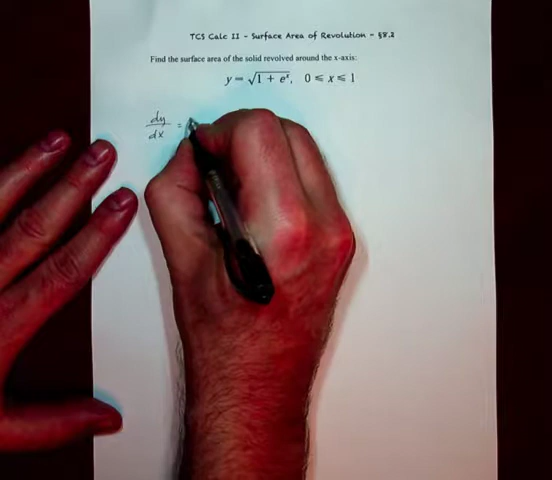 TCS Calc II - Surface Area of Revolution - §8.2
Find the surface area of the solid revolved around the x-axis:
y = √(1 + eˣ), 0 ⩽ x ⩽ 1
dy/dx =